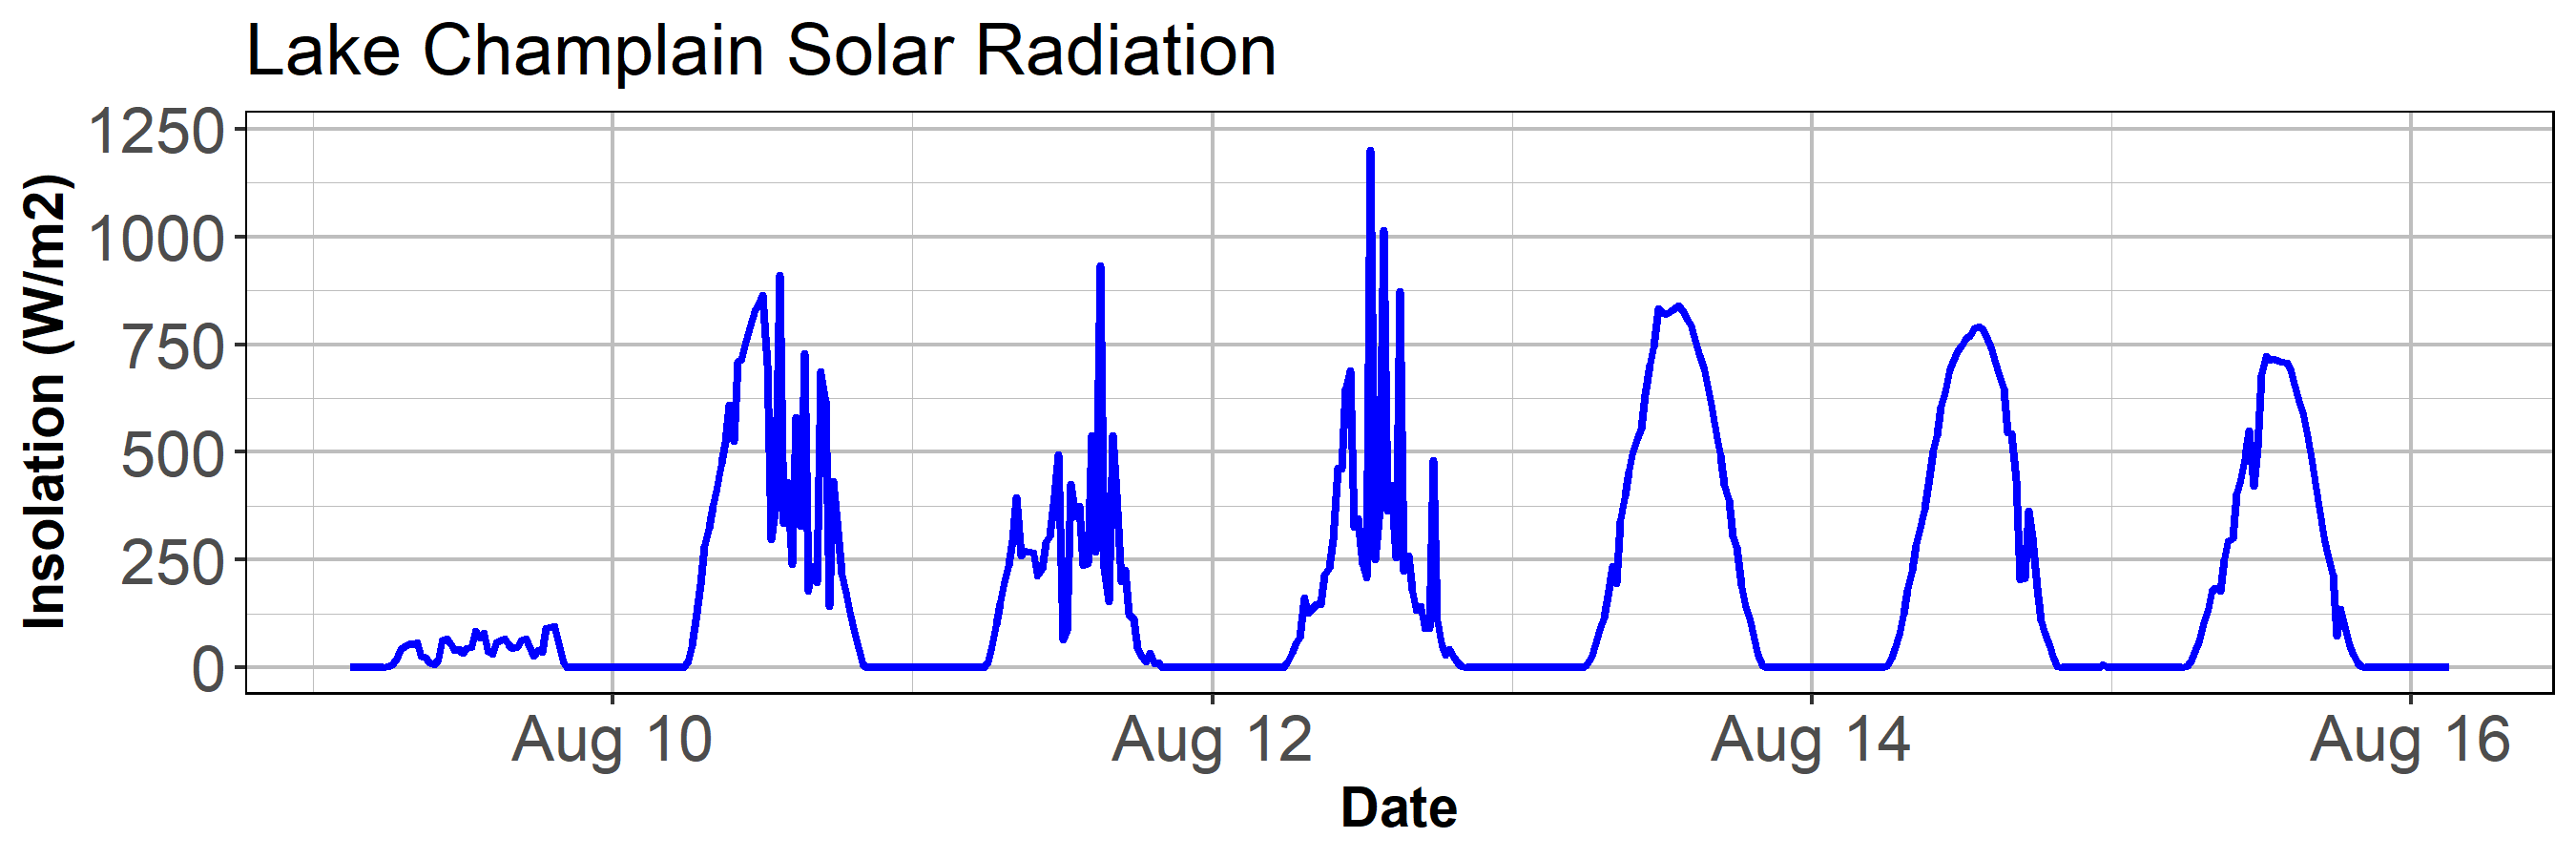 Lake Champlain Solar Radiation
1250
1000
750
500
250
0
Insolation (W/m2)
Aug 10 Aug 12 Aug 14 Aug 16
Date